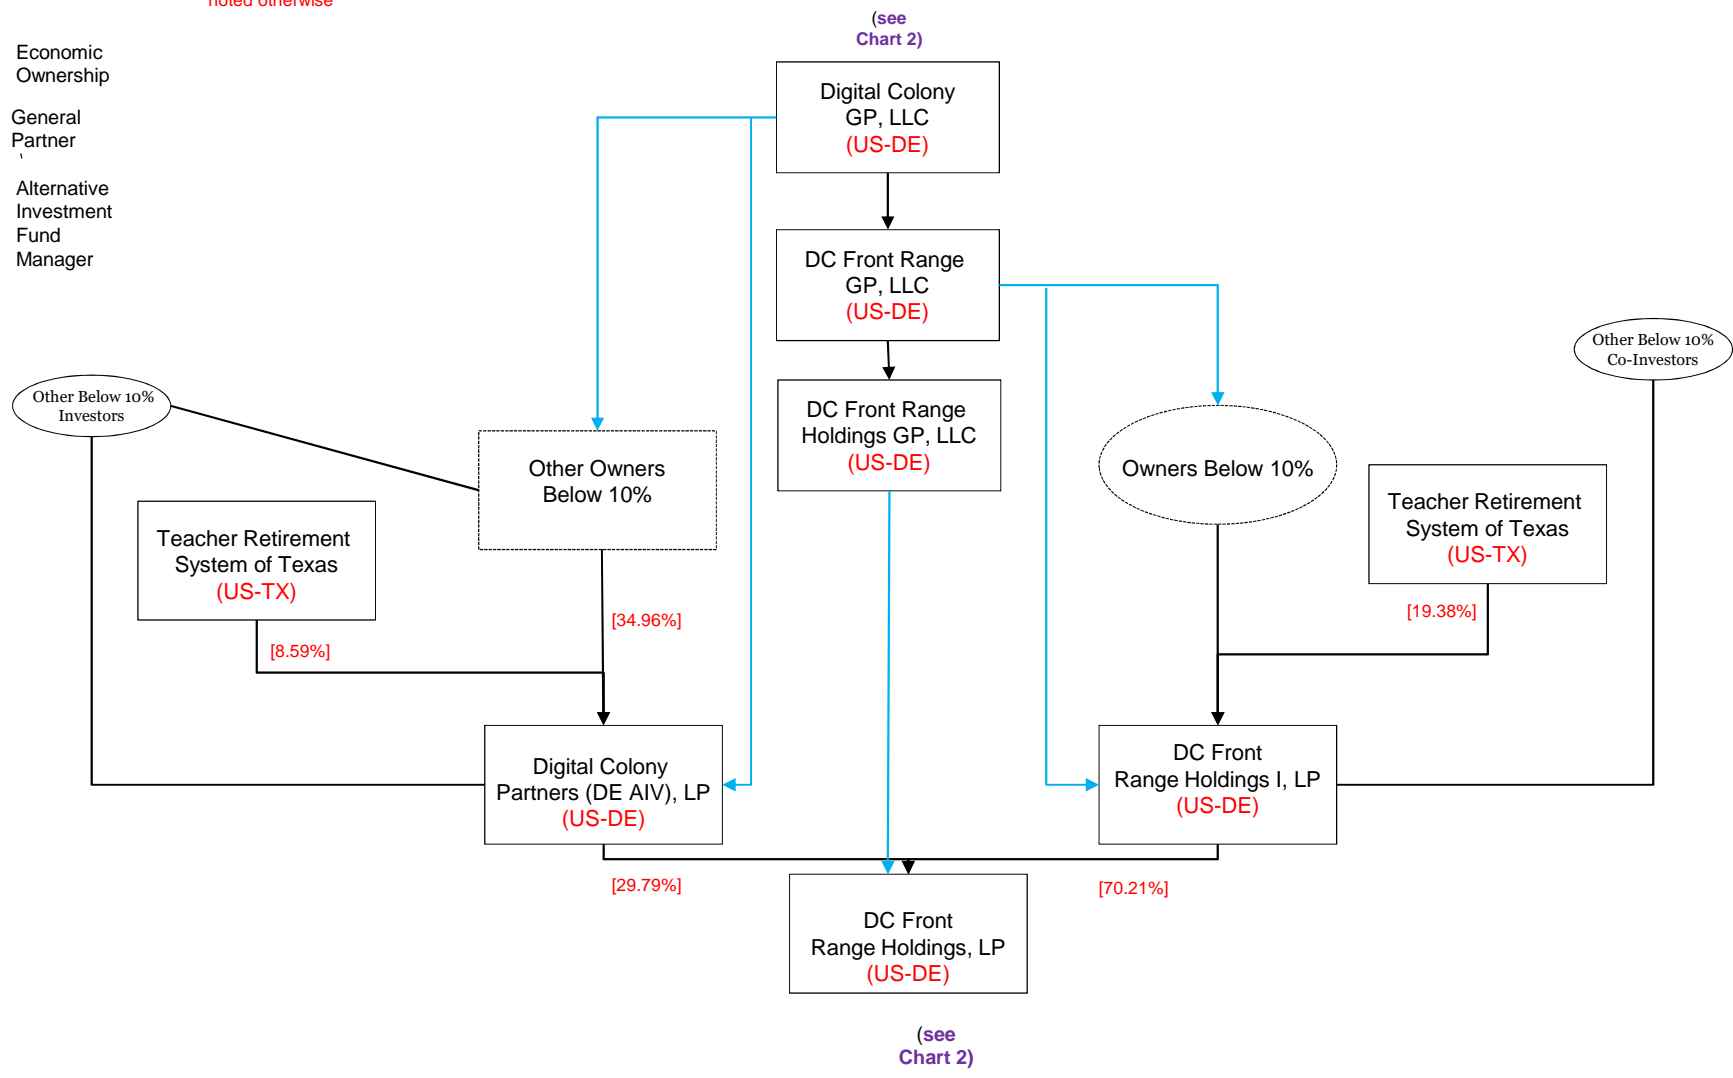 noted otherwise
(see
Chart 2)
Economic
Ownership
General
Partner
\
Alternative
Investment
Fund
Manager
Digital Colony
GP, LLC
(US-DE)
DC Front Range
GP, LLC
(US-DE)
Other Below 10%
Co-Investors
Other Below 10%
Investors
DC Front Range
Holdings GP, LLC
(US-DE)
Other Owners
Below 10%
Owners Below 10%
Teacher Retirement
System of Texas
(US-TX)
Teacher Retirement
System of Texas
(US-TX)
[34.96%]
[19.38%]
[8.59%]
Digital Colony
Partners (DE AIV), LP
(US-DE)
DC Front
Range Holdings I, LP
(US-DE)
[29.79%]
[70.21%]
DC Front
Range Holdings, LP
(US-DE)
(see
Chart 2)